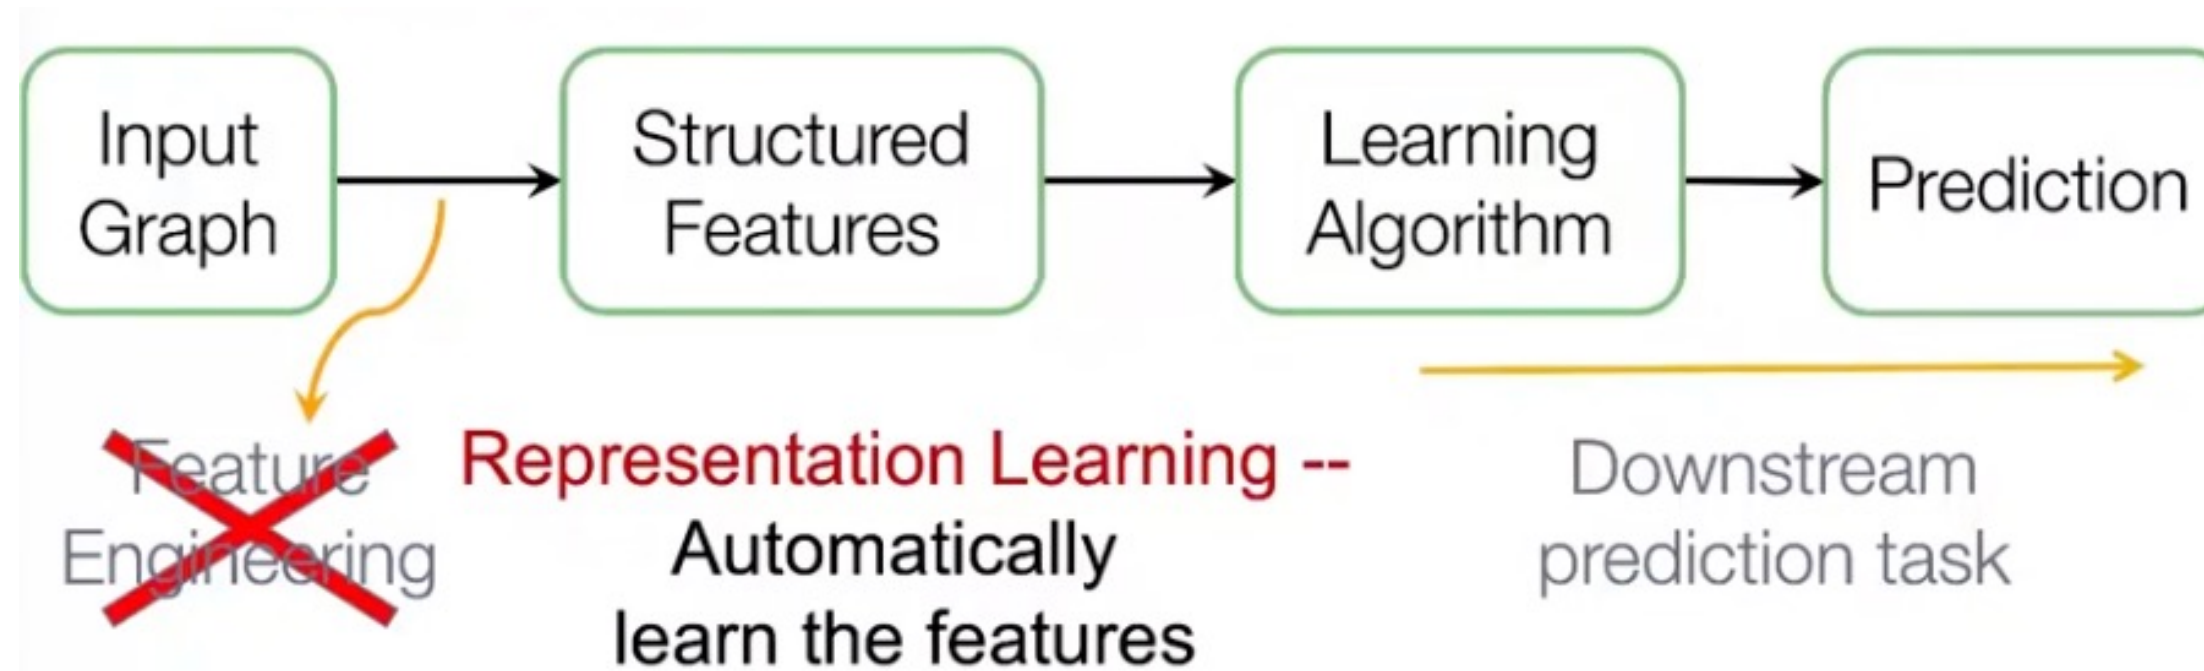 Input
Graph
Structured
Features
Learning
Algorithm
Prediction
Feature
Engineering
Representation Learning --
Automatically
learn the features
Downstream
prediction task